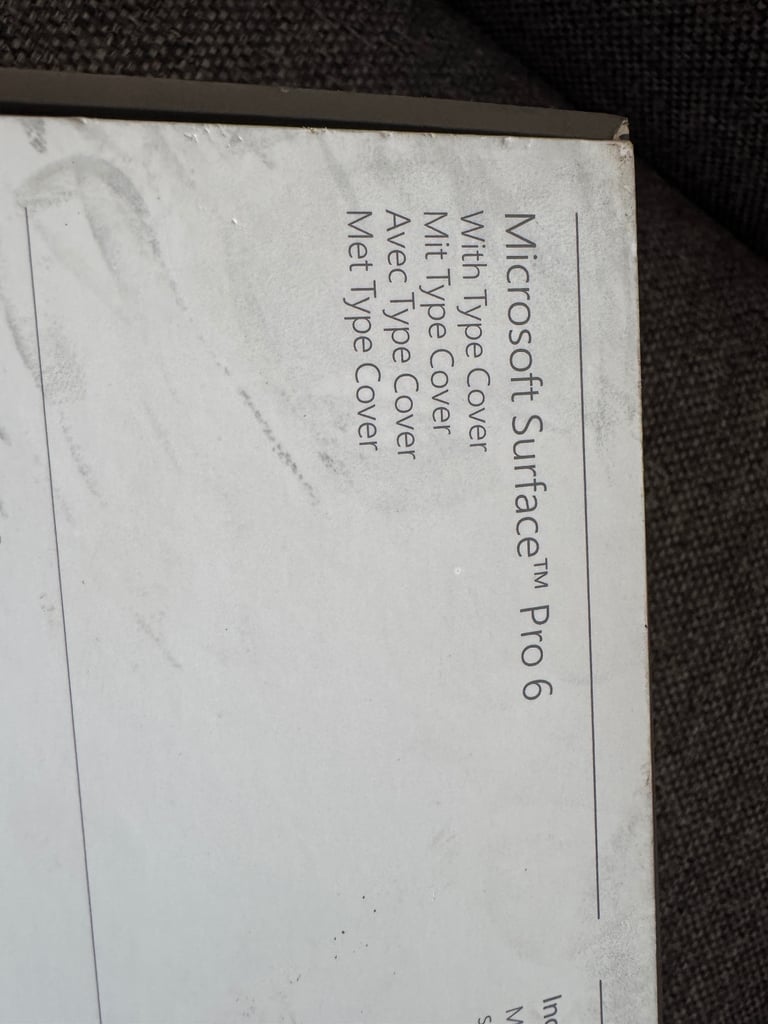 Microsoft Surface™ Pro 6
With Type Cover
Mit Type Cover
Avec Type Cover
Met Type Cover